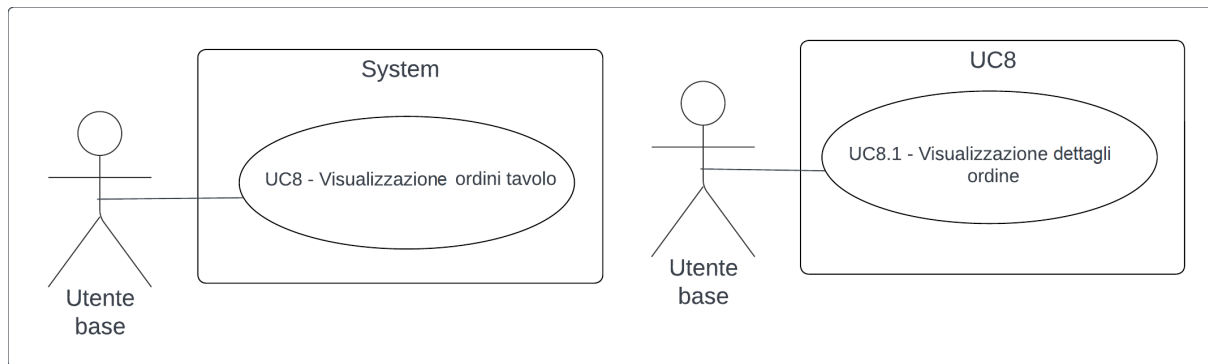 System
UC8 - Visualizzazione ordini tavolo
Utente
base
UC8
UC8.1 - Visualizzazione dettagli
ordine
Utente
base